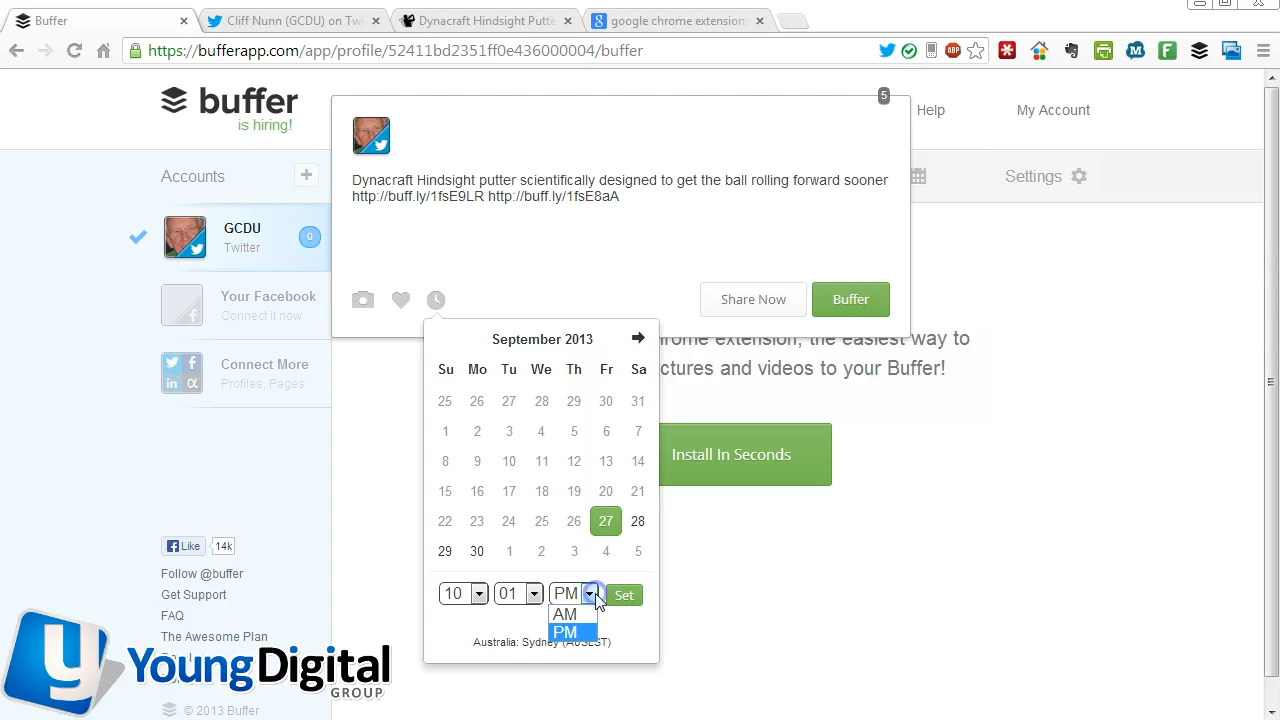 Buffer
Cliff Nunn (GCDU) on Twi
Dynacraft Hindsight Putte
google chrome extensions
https://bufferapp.com/app/profile/52411bd2351ff0e436000004/buffer
buffer
is hiring!
5
Help
My Account
Accounts
+
Settings
GCDU
Twitter
0
Your Facebook
Connect it now
Connect More
Profiles, Pages
Dynacraft Hindsight putter scientifically designed to get the ball rolling forward sooner
http://buff.ly/1fsE9LR http://buff.ly/1fsE8aA
Share Now
Buffer
rome extension, the easiest way to
ctures and videos to your Buffer!
Install In Seconds
September 2013
Su Mo Tu We Th Fr Sa
25 26 27 28 29 30 31
1 2 3 4 5 6 7
8 9 10 11 12 13 14
15 16 17 18 19 20 21
22 23 24 25 26 27 28
29 30 1 2 3 4 5
10 01 PM Set
AM
PM
Australia: Sydney (AUSEST)
Like 14k
Follow @buffer
Get Support
FAQ
The Awesome Plan
Young Digital
GROUP
© 2013 Buffer